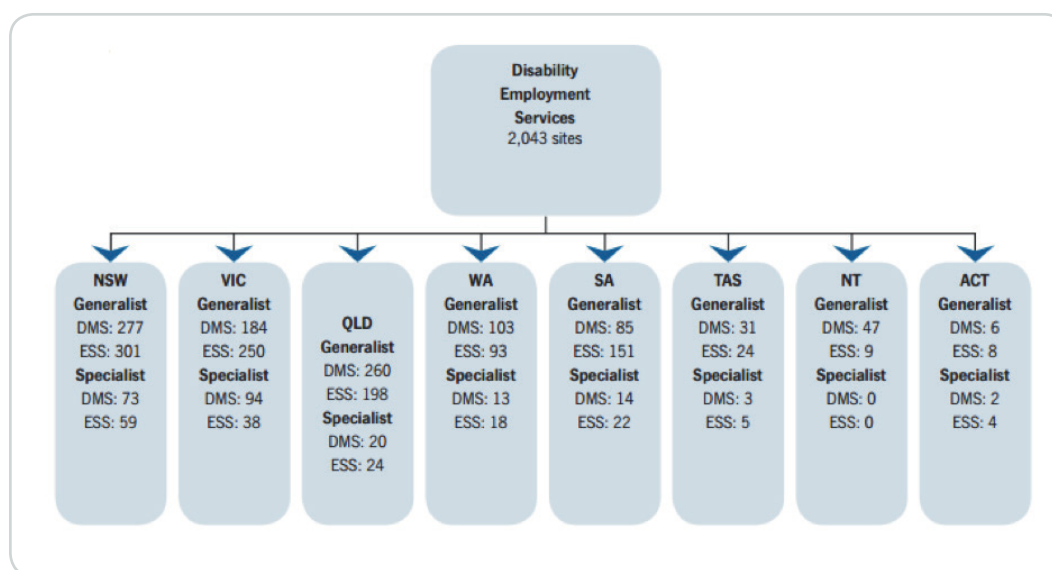 Disability
Employment
Services
2,043 sites
NSW
Generalist
DMS: 277
ESS: 301
Specialist
DMS: 73
ESS: 59
VIC
Generalist
DMS: 184
ESS: 250
Specialist
DMS: 94
ESS: 38
QLD
Generalist
DMS: 260
ESS: 198
Specialist
DMS: 20
ESS: 24
WA
Generalist
DMS: 103
ESS: 93
Specialist
DMS: 13
ESS: 18
SA
Generalist
DMS: 85
ESS: 151
Specialist
DMS: 14
ESS: 22
TAS
Generalist
DMS: 31
ESS: 24
Specialist
DMS: 3
ESS: 5
NT
Generalist
DMS: 47
ESS: 9
Specialist
DMS: 0
ESS: 0
ACT
Generalist
DMS: 6
ESS: 8
Specialist
DMS: 2
ESS: 4